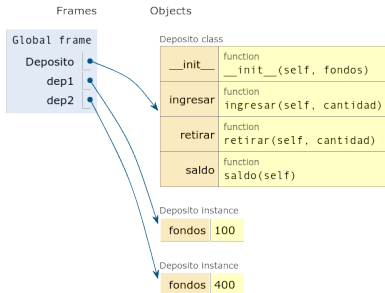 Frames Objects
Global frame
Deposito
dep1
dep2
Deposito class
__init__ function
__init__(self, fondos)
ingresar function
ingresar(self, cantidad)
retirar function
retirar(self, cantidad)
saldo function
saldo(self)
Deposito instance
fondos 100
Deposito instance
fondos 400